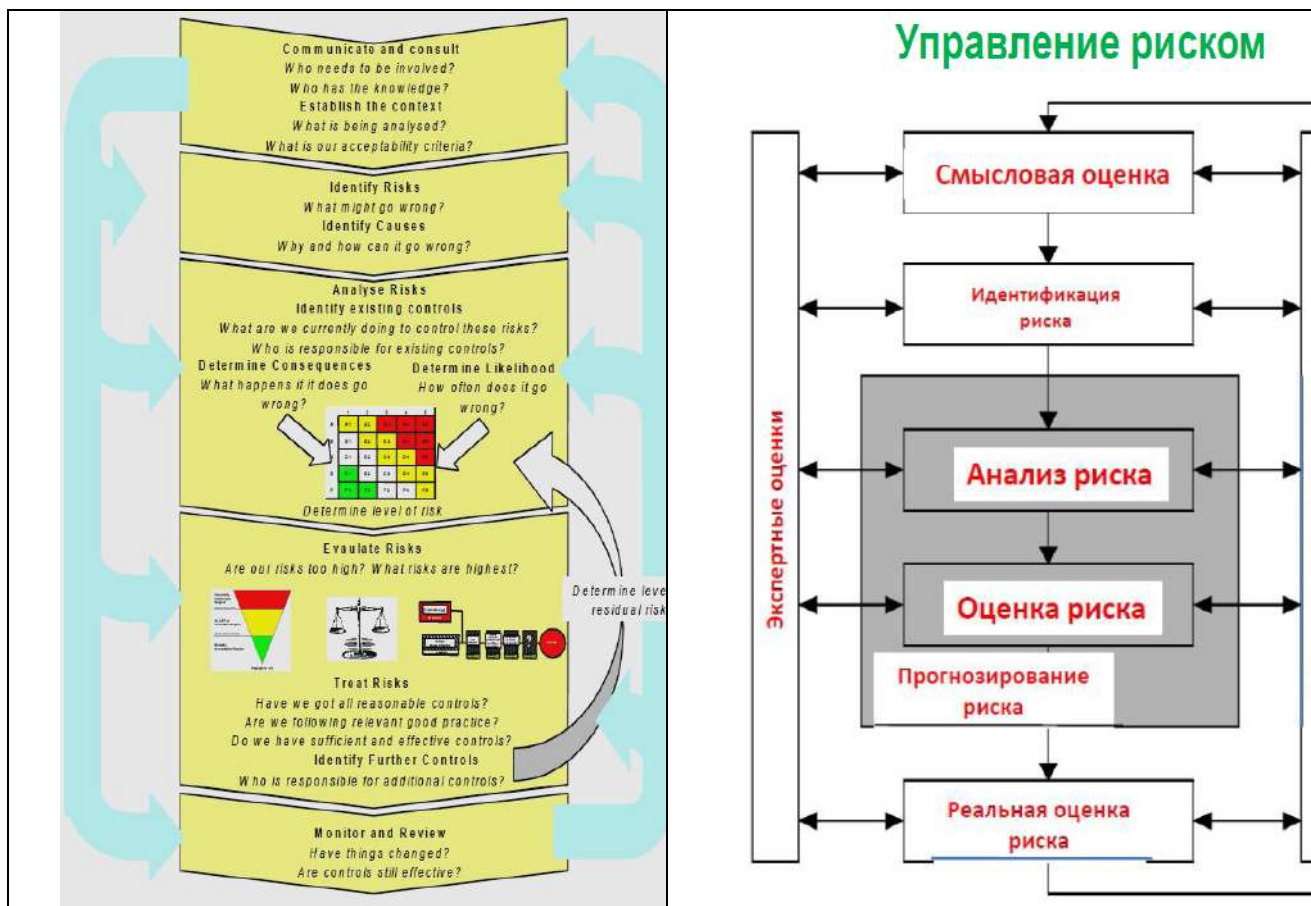 Communicate and consult
Who needs to be involved?
Who has the knowledge?
Establish the context
What is being analysed?
What is our acceptability criteria?
Identify Risks
What might go wrong?
Identify Causes
Why and how can it go wrong?
Analyse Risks
Identify existing controls
What are we currently doing to control these risks?
Who is responsible for existing controls?
Determine Consequences
What happens if it does go
wrong?
Determine Likelihood
How often does it go
wrong?
Determine level of risk
Evaulate Risks
Are our risks too high? What risks are highest?
Determine leve
residual risk
Treat Risks
Have we got all reasonable controls?
Are we following relevant good practice?
Do we have sufficient and effective controls?
Identify Further Controls
Who is responsible for additional controls?
Monitor and Review
Have things changed?
Are controls still effective?
Управление риском
Экспертные оценки
Смысловая оценка
Идентификация
риска
Анализ риска
Оценка риска
Прогнозирование
риска
Реальная оценка
риска